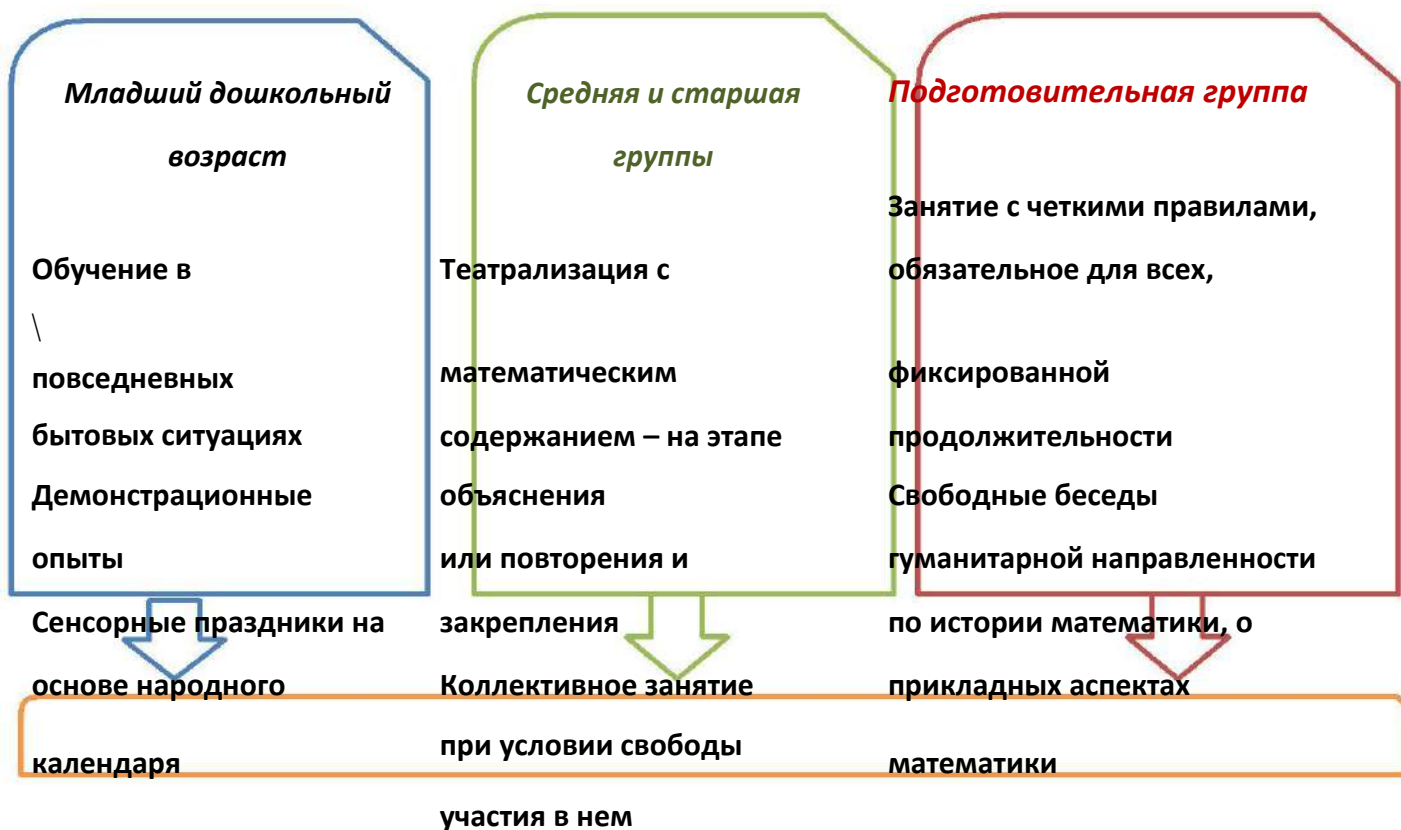 Младший дошкольный
возраст
Обучение в
\
повседневных
бытовых ситуациях
Демонстрационные
опыты
Сенсорные праздники на
основе народного
календаря
Средняя и старшая
группы
Театрализация с
математическим
содержанием – на этапе
объяснения
или повторения и
закрепления
Коллективное занятие
при условии свободы
участия в нем
Подготовительная группа
Занятие с четкими правилами,
обязательное для всех,
фиксированной
продолжительности
Свободные беседы
гуманитарной направленности
по истории математики, о
прикладных аспектах
математики